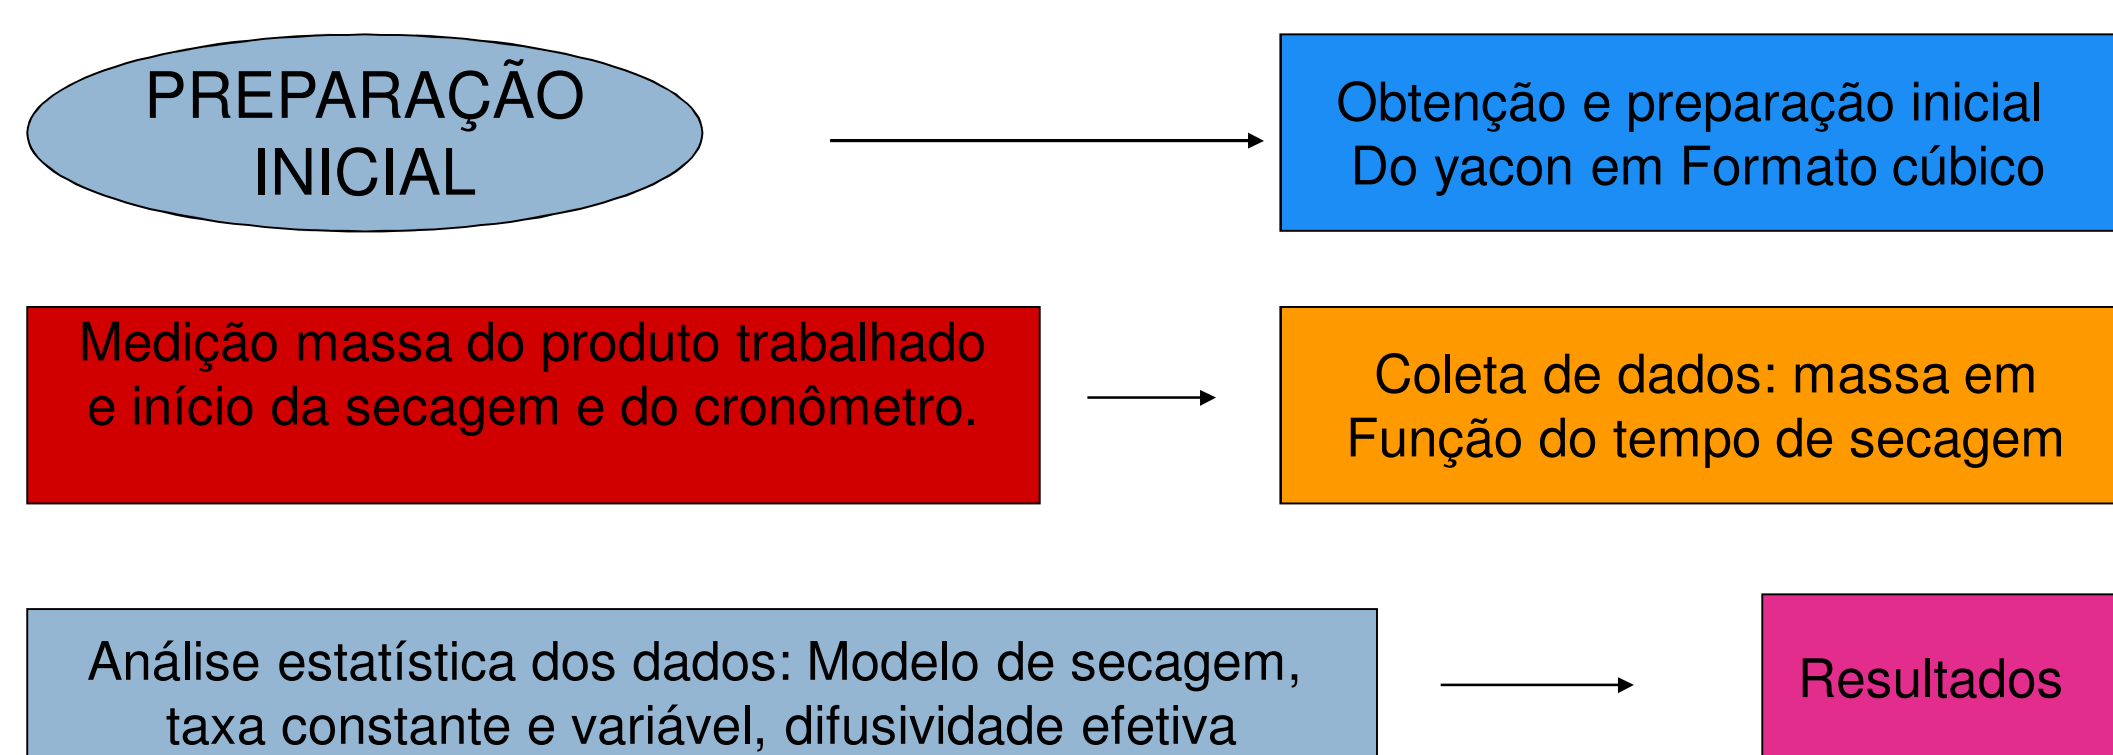 PREPARAÇÃO
INICIAL
Obtenção e preparação inicial
Do yacon em Formato cúbico
Medição massa do produto trabalhado
e início da secagem e do cronômetro.
Coleta de dados: massa em
Função do tempo de secagem
Análise estatística dos dados: Modelo de secagem,
taxa constante e variável, difusividade efetiva
Resultados